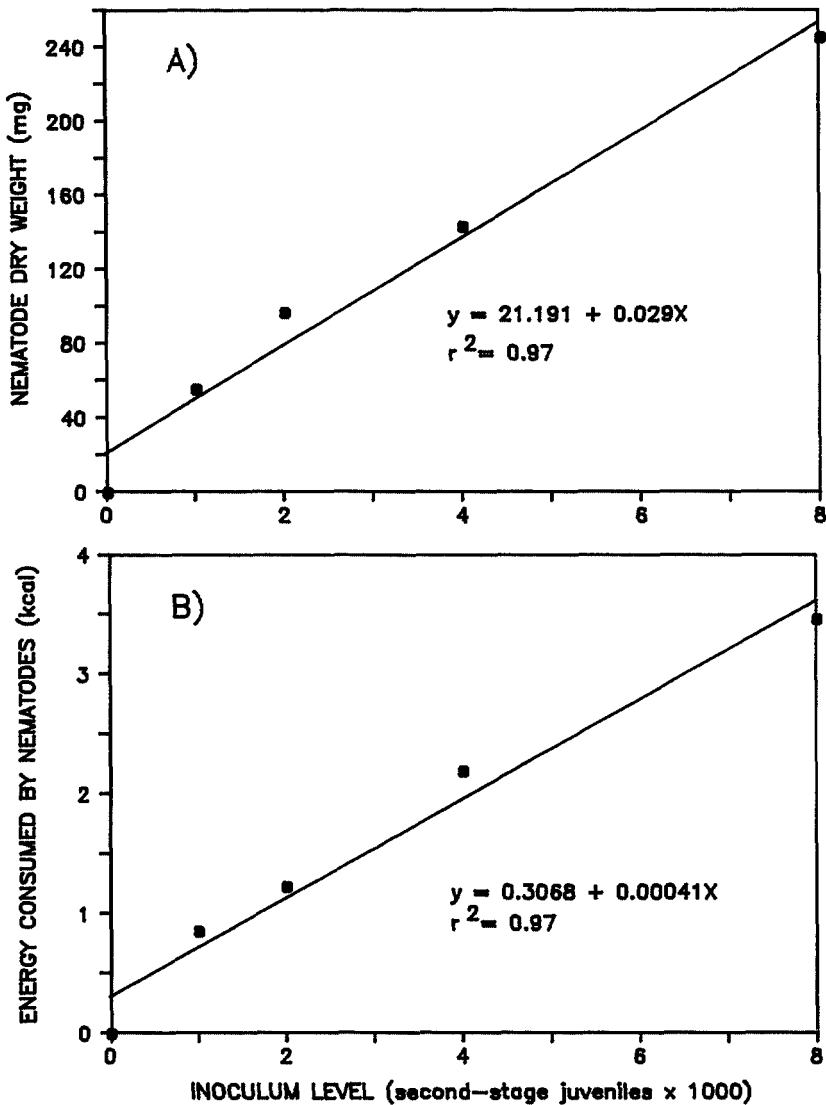 A)
NEMATODE DRY WEIGHT (mg)
240
200
160
120
80
40
0
y = 21.191 + 0.029X
r 2 = 0.97
0 2 4 6 8
B)
ENERGY CONSUMED BY NEMATODES (kcal)
4
3
2
1
0
y = 0.3068 + 0.00041X
r 2 = 0.97
0 2 4 6 8
INOCULUM LEVEL (second-stage juveniles x 1000)